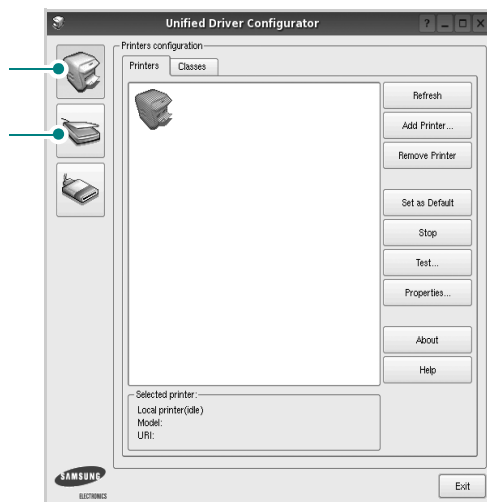 Unified Driver Configurator
Printers configuration
Printers
Classes
Refresh
Add Printer...
Remove Printer
Set as Default
Stop
Test...
Properties...
About
Help
Selected printer:
Local printer(idle)
Model:
URI:
SAMSUNG
ELECTRONICS
Exit